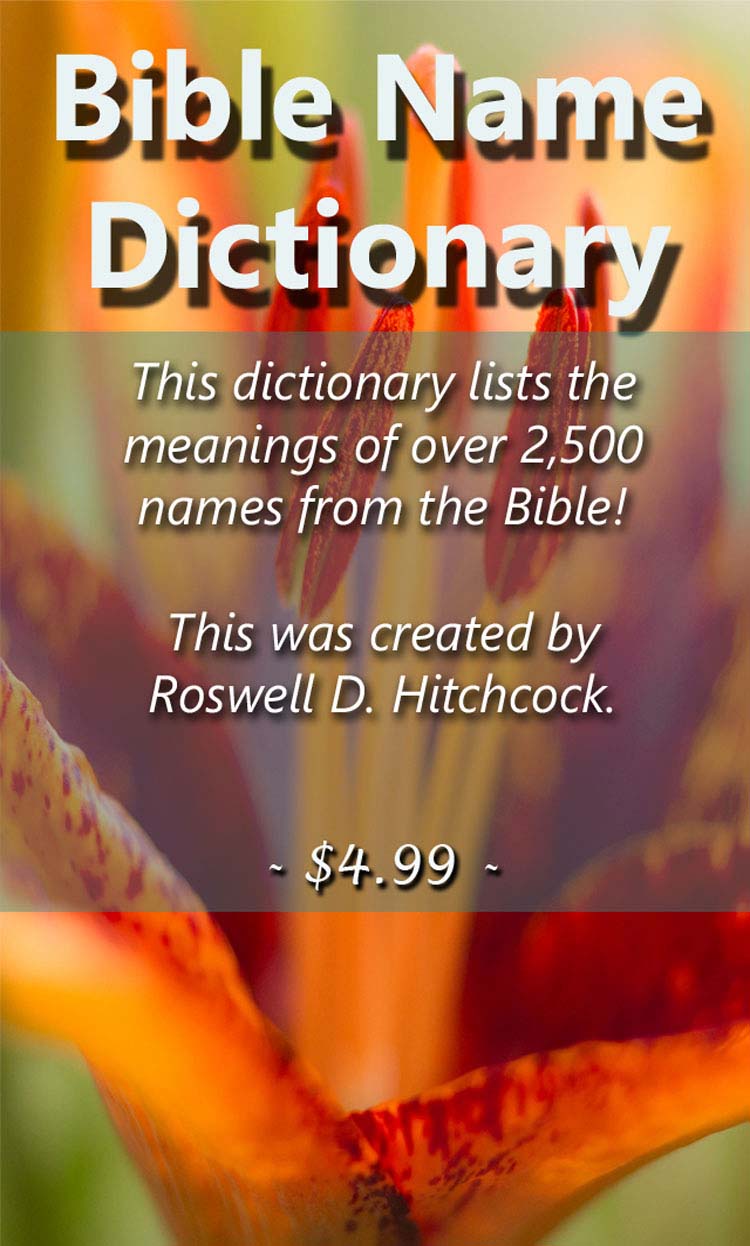 Bible Name
Dictionary
This dictionary lists the
meanings of over 2,500
names from the Bible!
This was created by
Roswell D. Hitchcock.
~ $4.99 ~